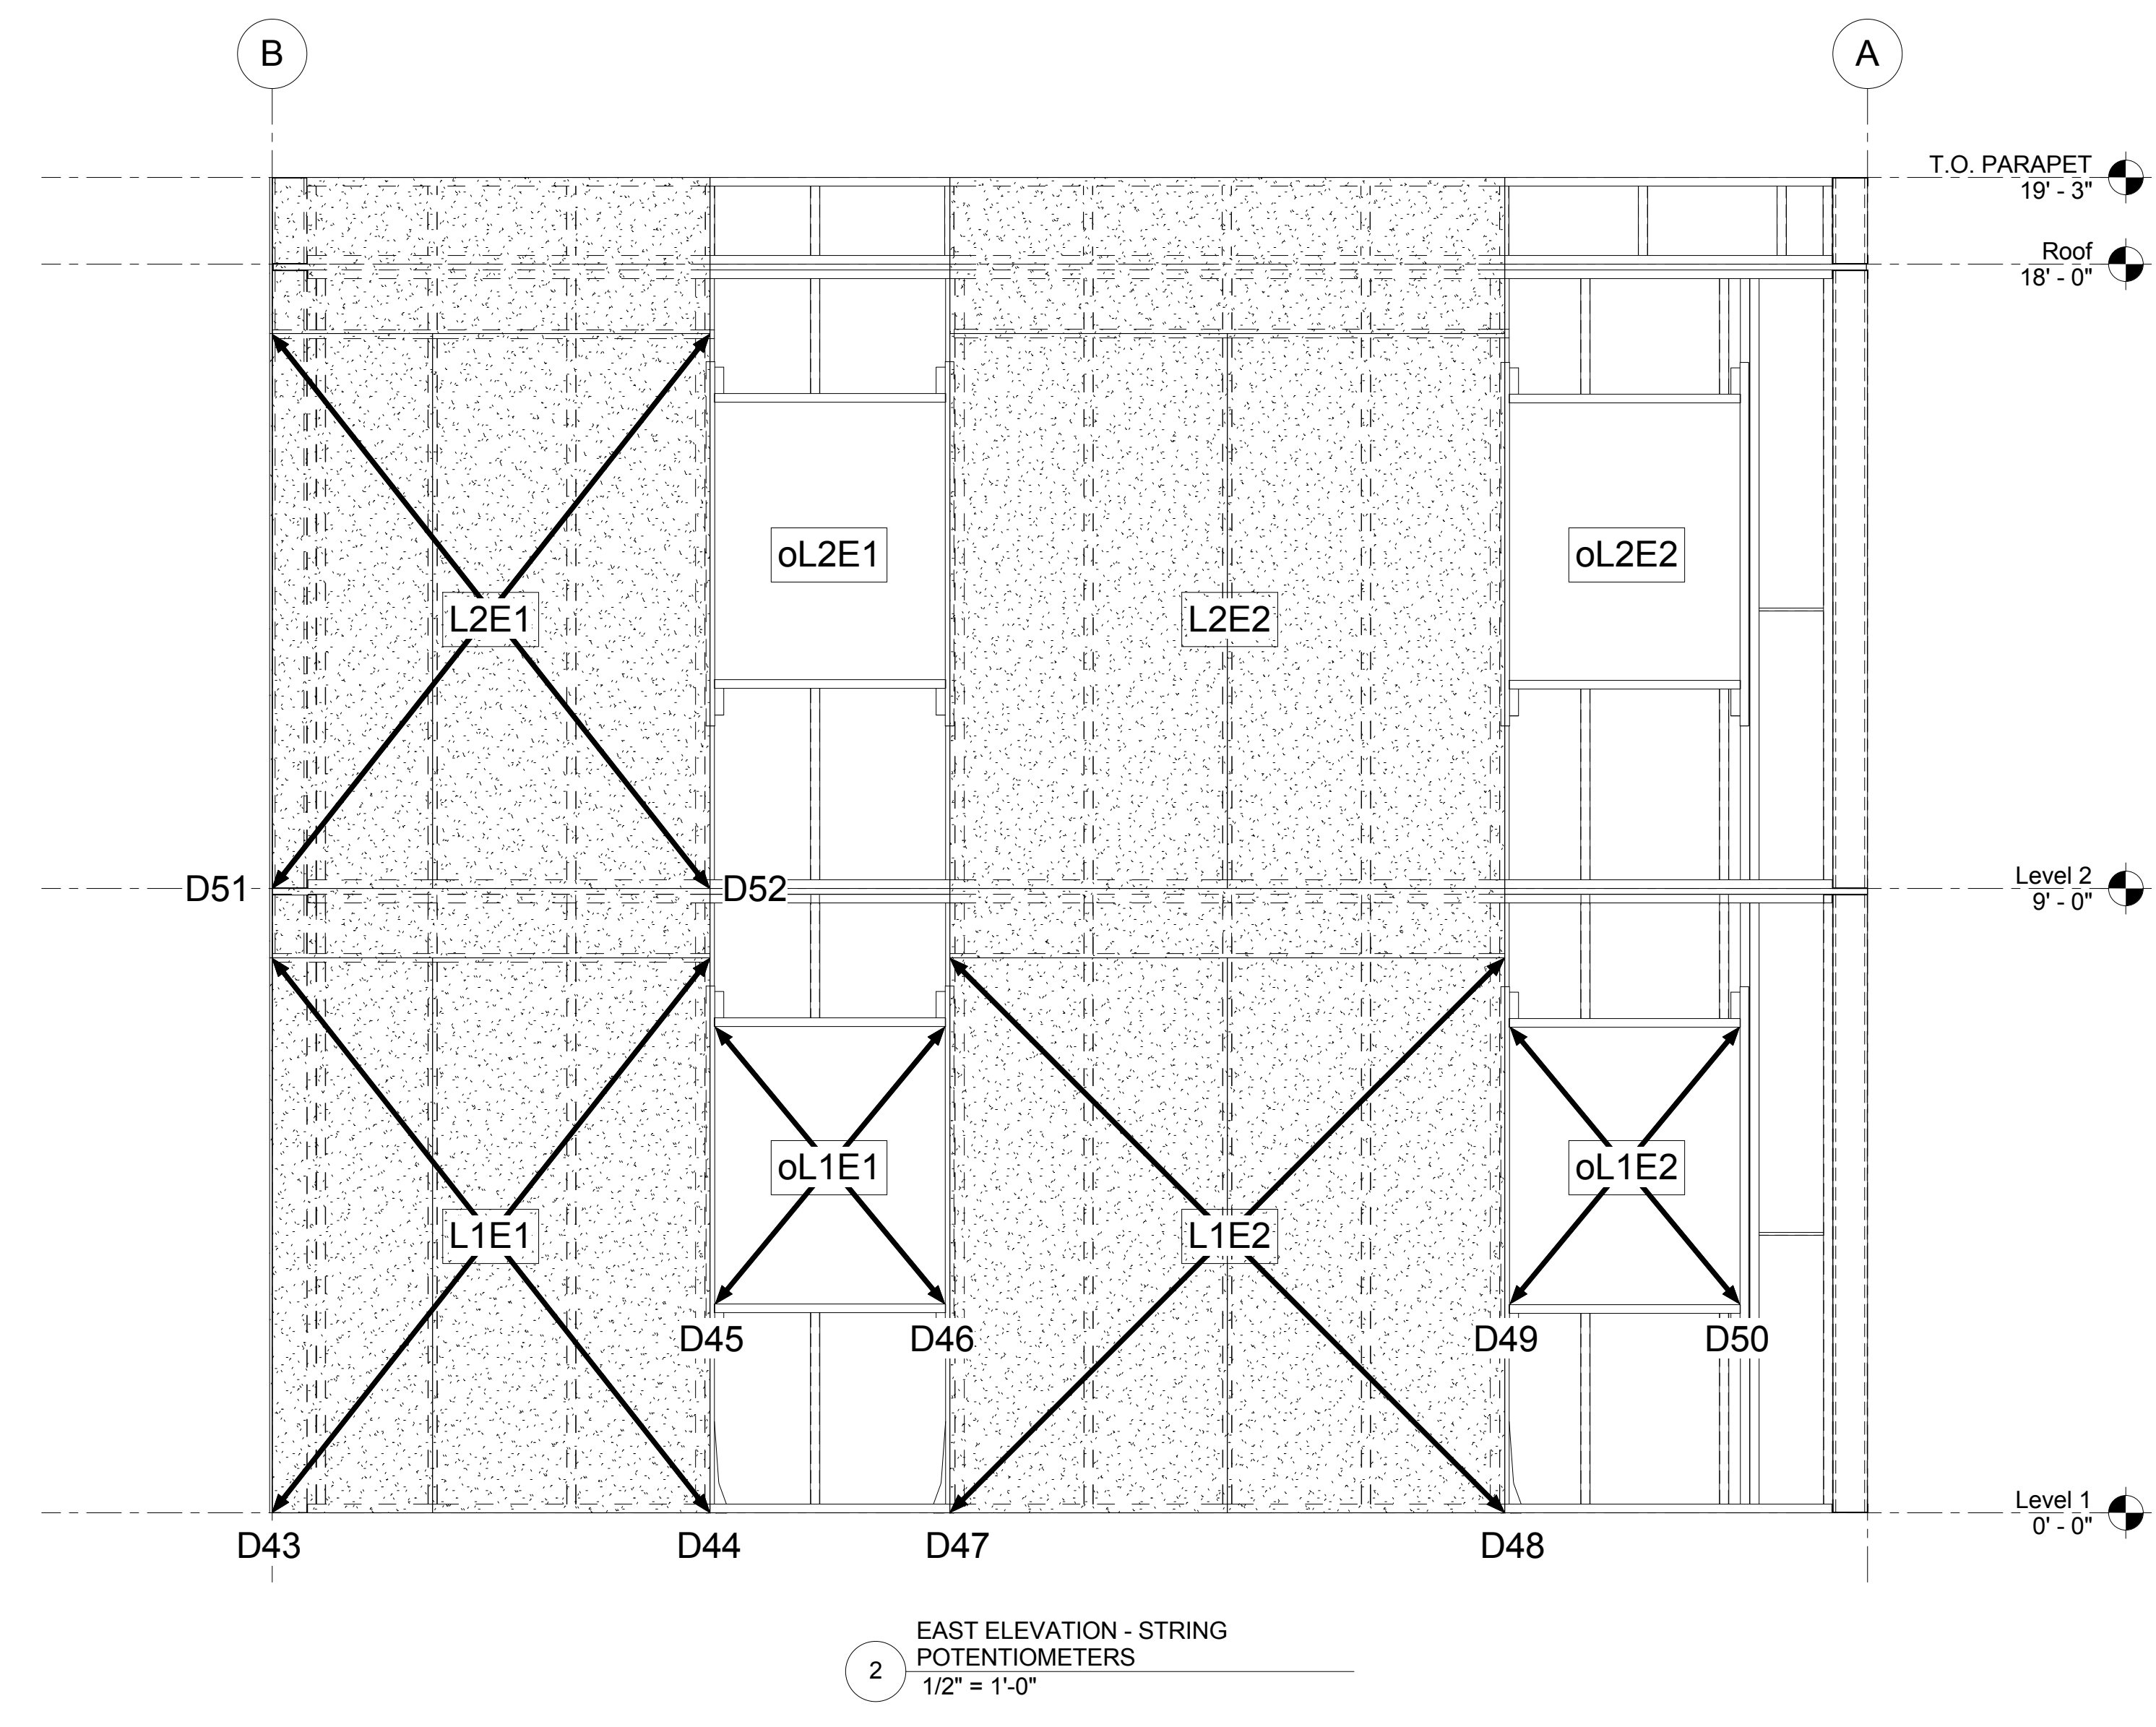 B
A
T.O. PARAPET
19' - 3"
Roof
18' - 0"
oL2E1
oL2E2
L2E1
L2E2
D51
D52
Level 2
9' - 0"
oL1E1
oL1E2
L1E1
L1E2
D45
D46
D49
D50
Level 1
0' - 0"
D43
D44
D47
D48
EAST ELEVATION - STRING
POTENTIOMETERS
2
1/2" = 1'-0"